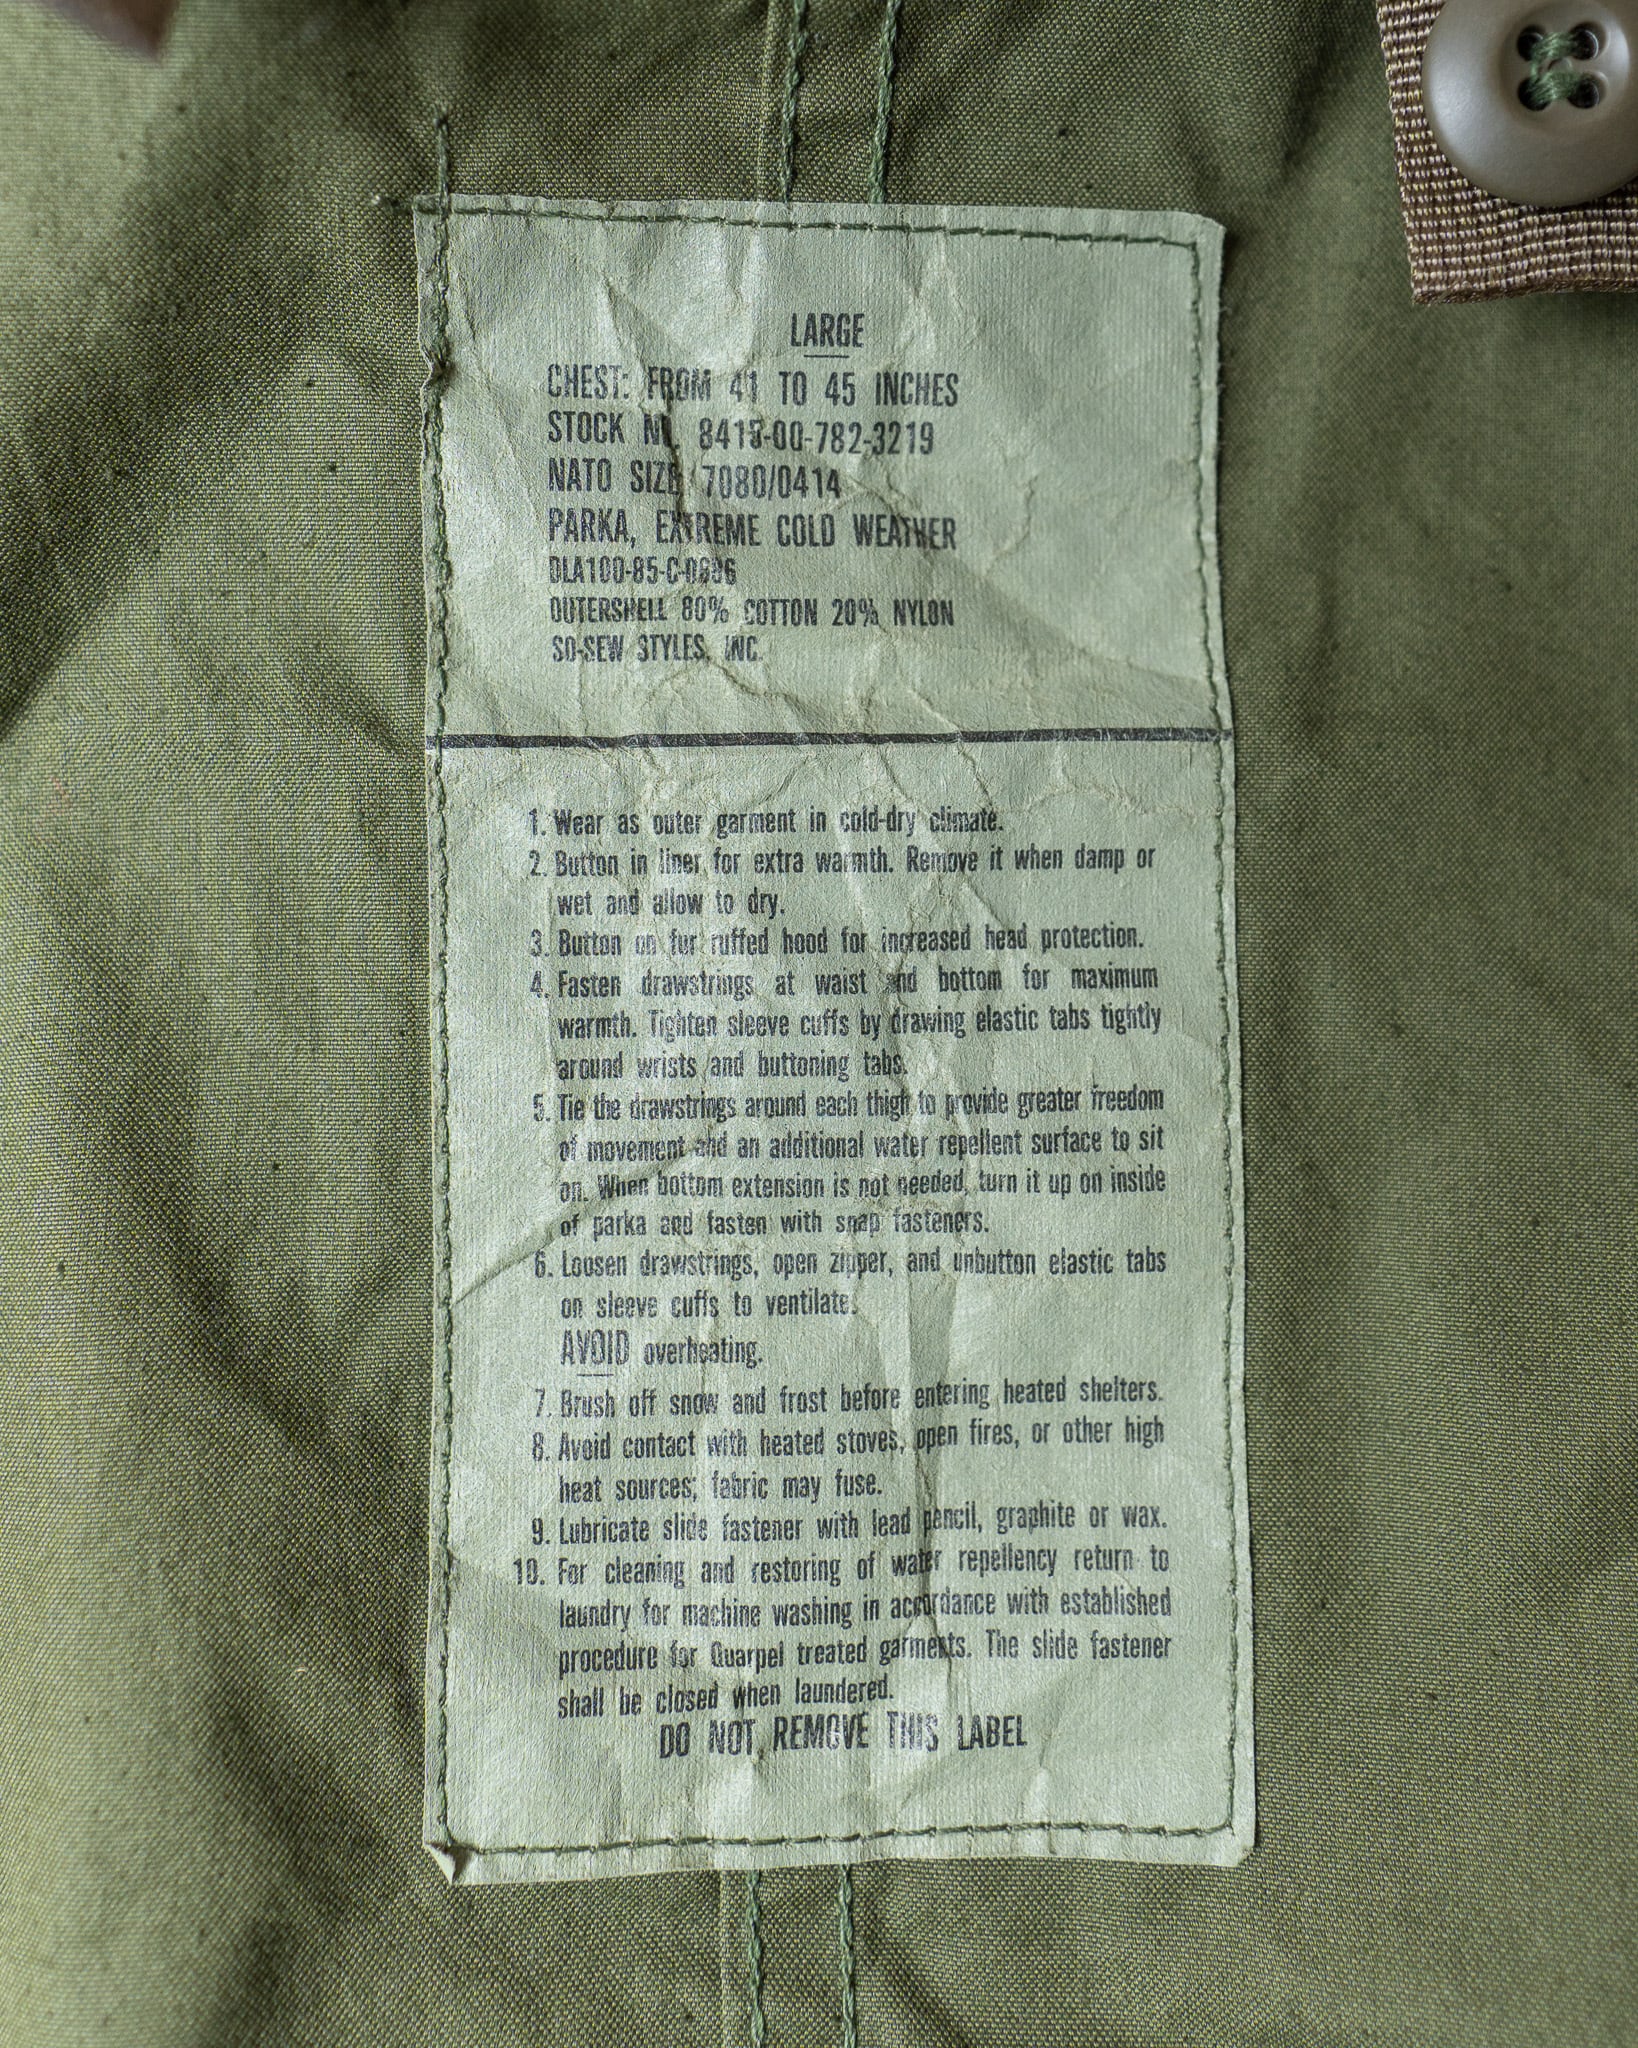 LARGE
CHEST: FROM 41 TO 45 INCHES
STOCK 8415-00-782-3219
NATO SIZE 7080/0414
PARKA, EXTREME COLD WEATHER
OUTERSHELL 80% COTTON 20% NYLON
SO-SEW STYLES, INC.
1. Wear as outer garment in cold-dry climate.
2. Button in liner for extra warmth. Remove it when damp or
wet and allow to dry.
3. Button on fur ruffed hood for increased head protection.
4. Fasten drawstrings at waist and bottom for maximum
warmth. Tighten sleeve cuffs by drawing elastic tabs tightly
around wrists and buttoning tabs.
5. Tie the drawstrings around each thigh to provide greater freedom
of movement and an additional water repellent surface to sit
on. When bottom extension is not needed, turn it up on inside
of parka and fasten with snap fasteners.
6. Loosen drawstrings, open zipper, and unbutton elastic tabs
on sleeve cuffs to ventilate.
AVOID overheating.
7. Brush off snow and frost before entering heated shelters.
8. Avoid contact with heated stoves, open fires, or other high
heat sources; fabric may fuse.
9. Lubricate slide fastener with lead pencil, graphite or wax.
10. For cleaning and restoring of water repellency return to
laundry for machine washing in accordance with established
procedure for Quarpel treated garments. The slide fastener
shall be closed when laundered.
DO NOT REMOVE THIS LABEL